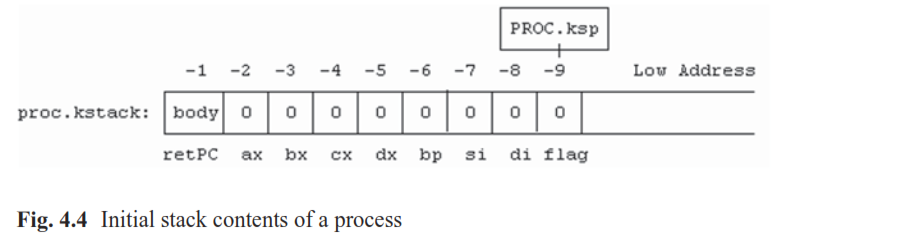 PROC.ksp
-1 -2 -3 -4 -5 -6 -7 -8 -9 Low Address
proc.kstack: body 0 0 0 0 0 0 0 0
retPC ax bx cx dx bp si di flag
Fig. 4.4 Initial stack contents of a process